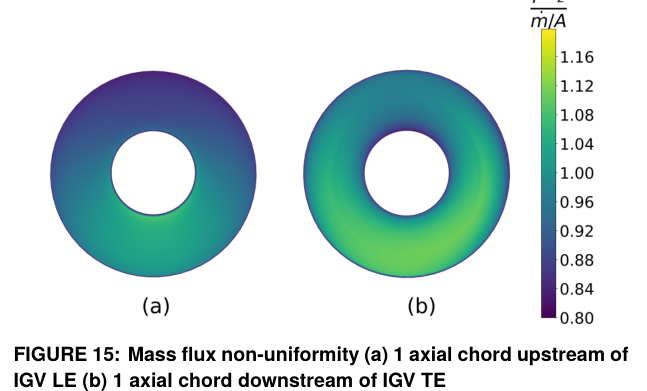 ṁ/A
1.16
1.12
1.08
1.04
1.00
0.96
0.92
0.88
0.84
0.80
(a) (b)
FIGURE 15: Mass flux non-uniformity (a) 1 axial chord upstream of
IGV LE (b) 1 axial chord downstream of IGV TE